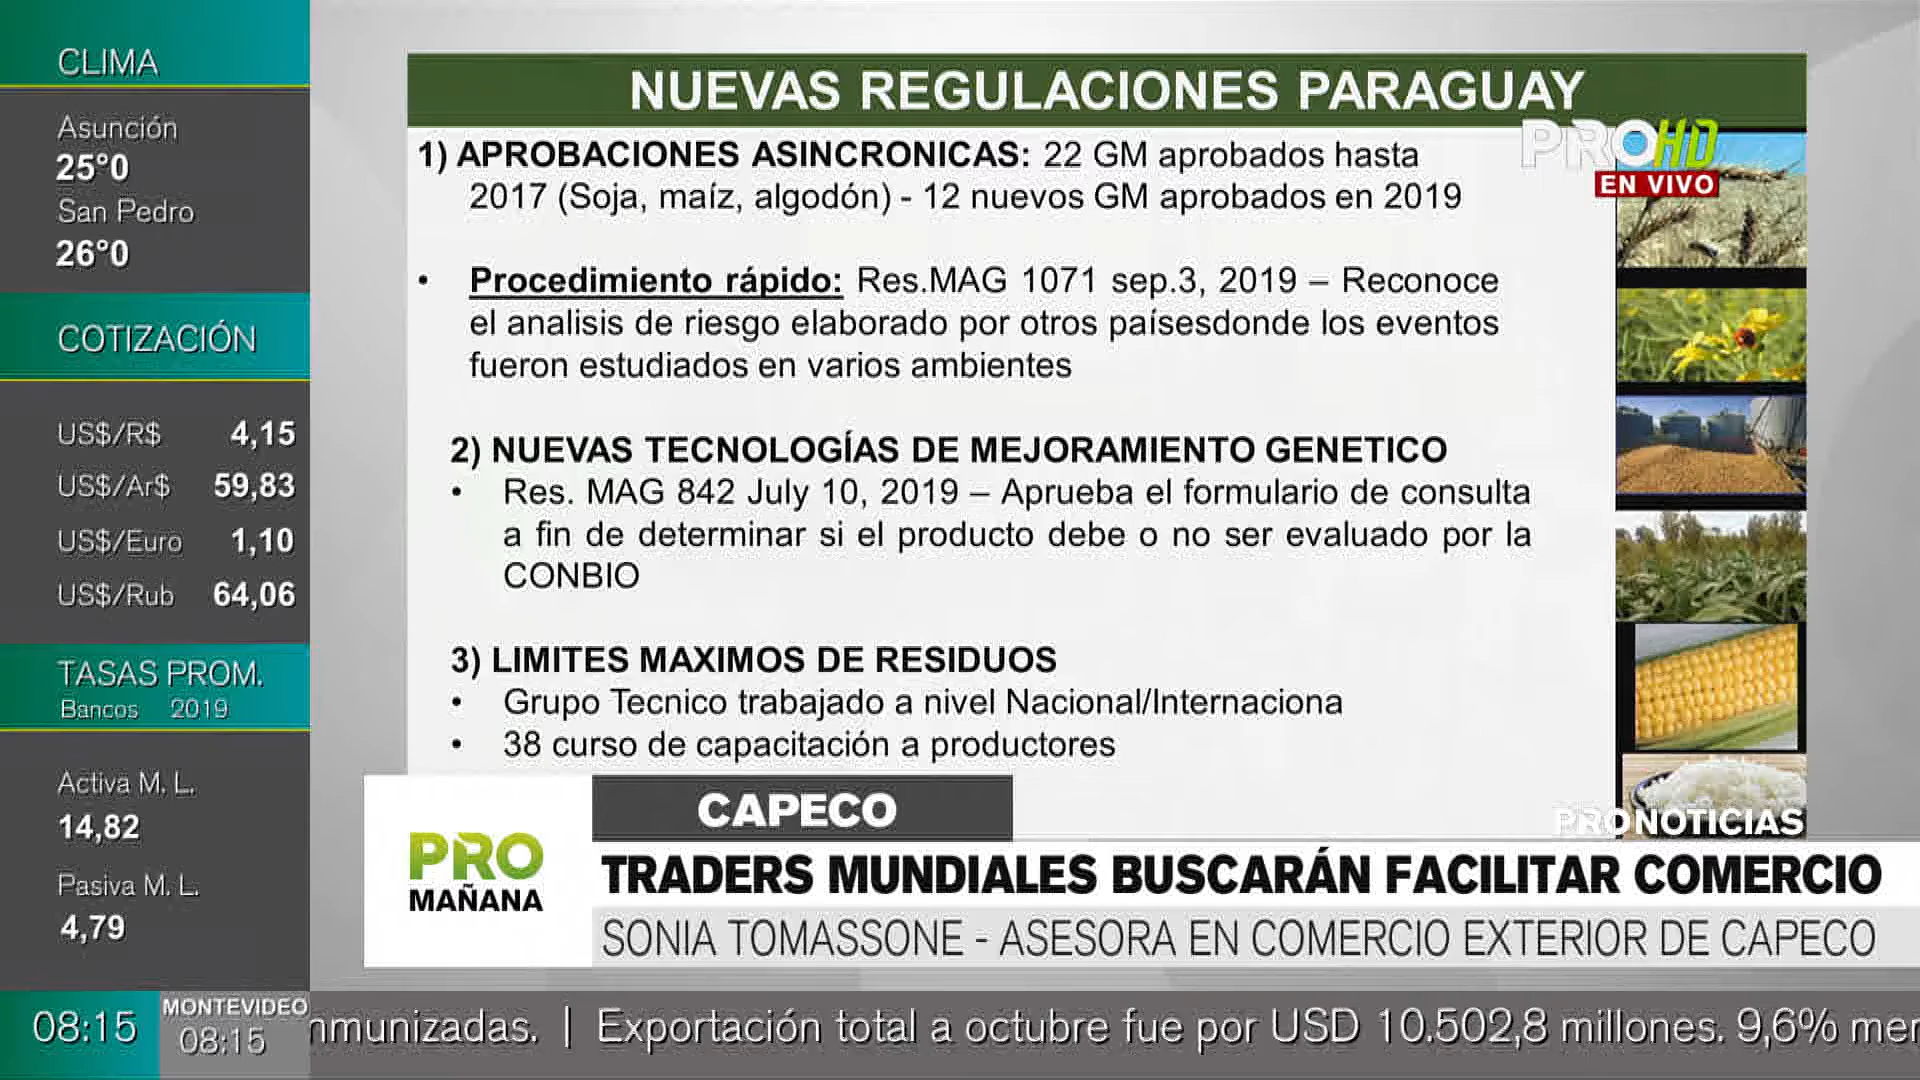 CLIMA
Asunción
25°0
San Pedro
26°0
COTIZACIÓN
US$/R$ 4,15
US$/Ar$ 59,83
US$/Euro 1,10
US$/Rub 64,06
TASAS PROM.
Bancos 2019
Activa M. L.
14,82
Pasiva M. L.
4,79
NUEVAS REGULACIONES PARAGUAY
PROHD
EN VIVO
1) APROBACIONES ASINCRONICAS: 22 GM aprobados hasta
2017 (Soja, maíz, algodón) - 12 nuevos GM aprobados en 2019
• Procedimiento rápido: Res.MAG 1071 sep.3, 2019 – Reconoce
el analisis de riesgo elaborado por otros paísesdonde los eventos
fueron estudiados en varios ambientes
2) NUEVAS TECNOLOGÍAS DE MEJORAMIENTO GENETICO
• Res. MAG 842 July 10, 2019 – Aprueba el formulario de consulta
a fin de determinar si el producto debe o no ser evaluado por la
CONBIO
3) LIMITES MAXIMOS DE RESIDUOS
• Grupo Tecnico trabajado a nivel Nacional/Internaciona
• 38 curso de capacitación a productores
PRONOTICIAS
PRO
MAÑANA
CAPECO
TRADERS MUNDIALES BUSCARÁN FACILITAR COMERCIO
SONIA TOMASSONE - ASESORA EN COMERCIO EXTERIOR DE CAPECO
08:15
MONTEVIDEO
08:15
nmunizadas. | Exportación total a octubre fue por USD 10.502,8 millones. 9,6% mer